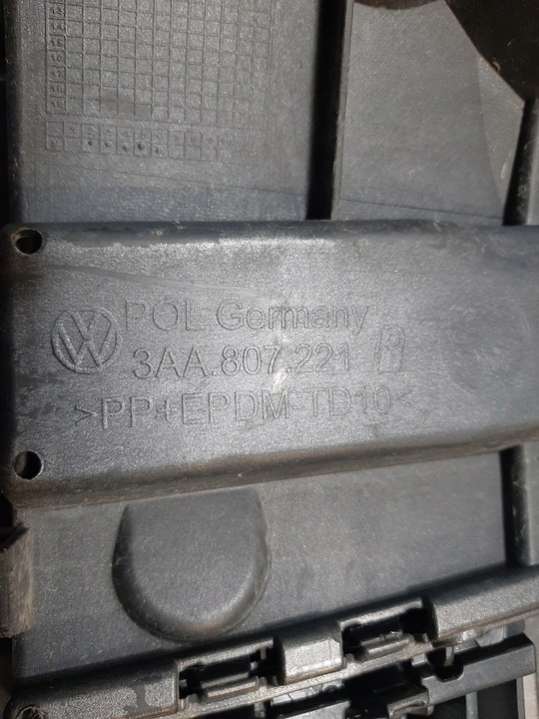 POL Germany
3AA.807.221
>PP+EPDM-TD10<